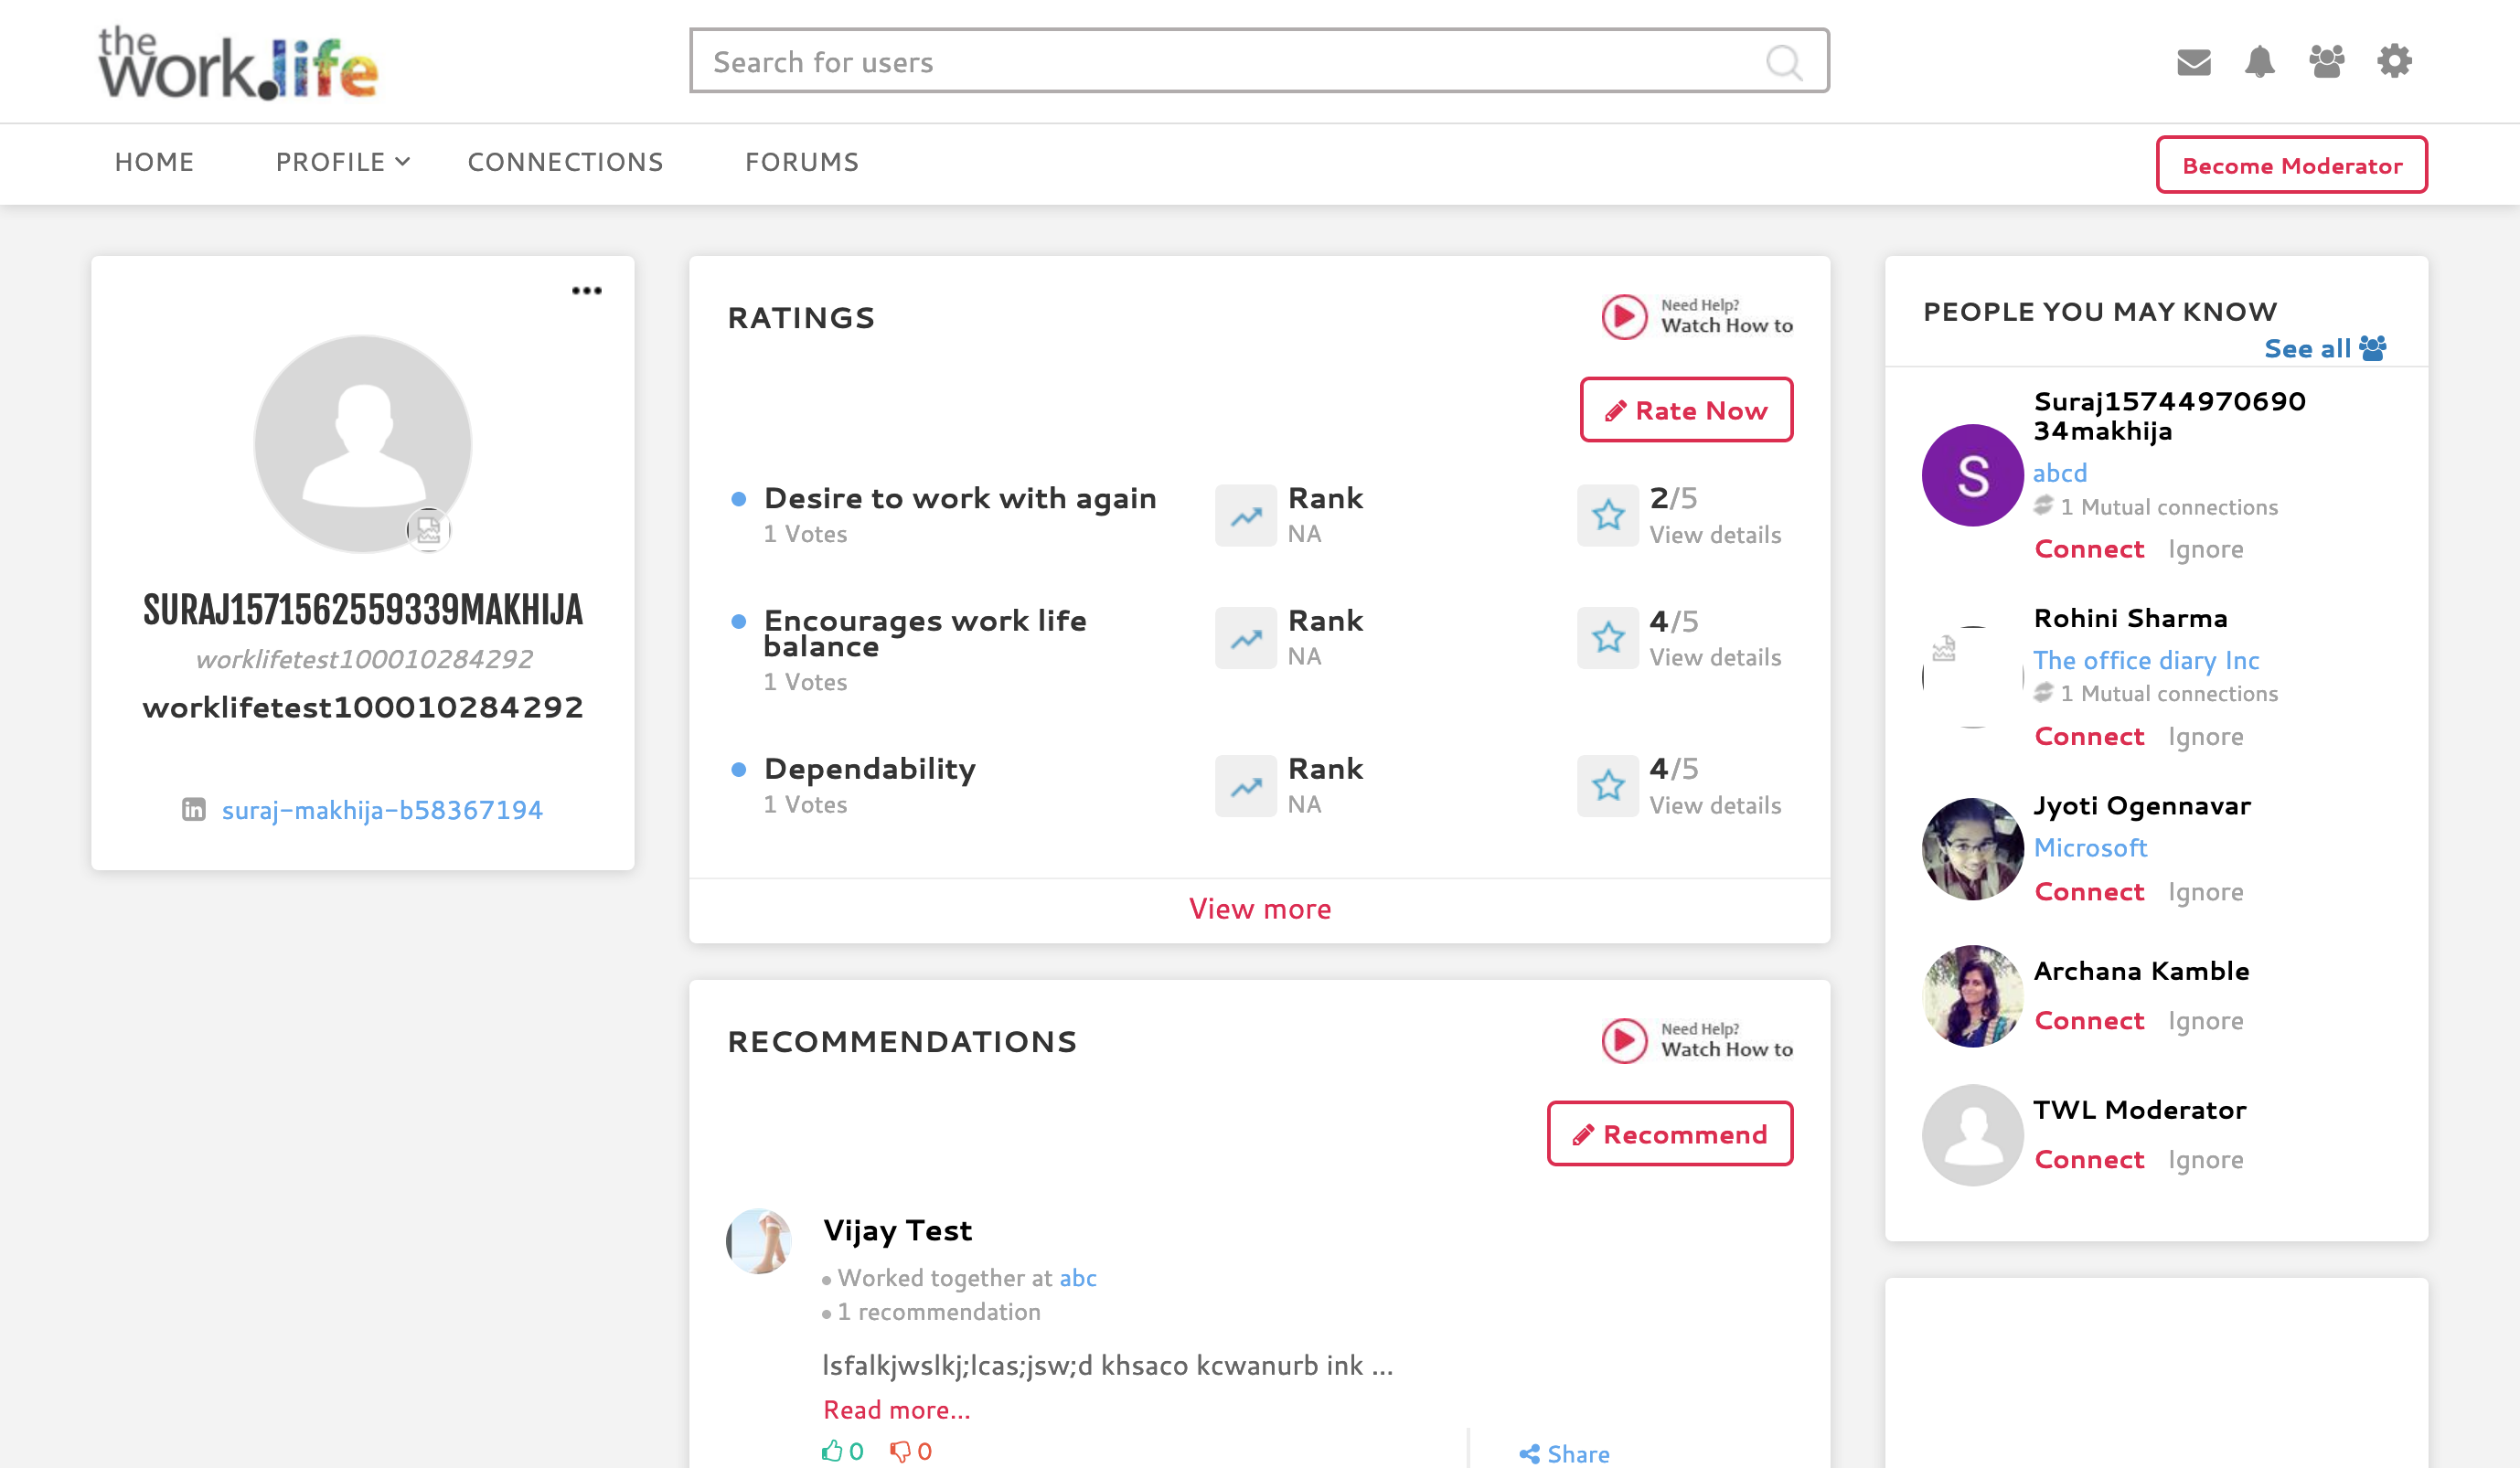 the
work.life
Search for users
HOME
PROFILE
CONNECTIONS
FORUMS
Become Moderator
SURAJ1571562559339MAKHIJA
worklifetest100010284292
worklifetest100010284292
suraj-makhija-b58367194
RATINGS
Need Help?
Watch How to
Rate Now
Desire to work with again
1 Votes
Rank
NA
2/5
View details
Encourages work life
balance
1 Votes
Rank
NA
4/5
View details
Dependability
1 Votes
Rank
NA
4/5
View details
View more
RECOMMENDATIONS
Need Help?
Watch How to
Recommend
Vijay Test
Worked together at abc
1 recommendation
lsfalkjwslkj;lcas;jsw;d khsaco kcwanurb ink ...
Read more...
0
0
Share
PEOPLE YOU MAY KNOW
See all
S
Suraj15744970690
34makhija
abcd
1 Mutual connections
Connect Ignore
Rohini Sharma
The office diary Inc
1 Mutual connections
Connect Ignore
Jyoti Ogennavar
Microsoft
Connect Ignore
Archana Kamble
Connect Ignore
TWL Moderator
Connect Ignore